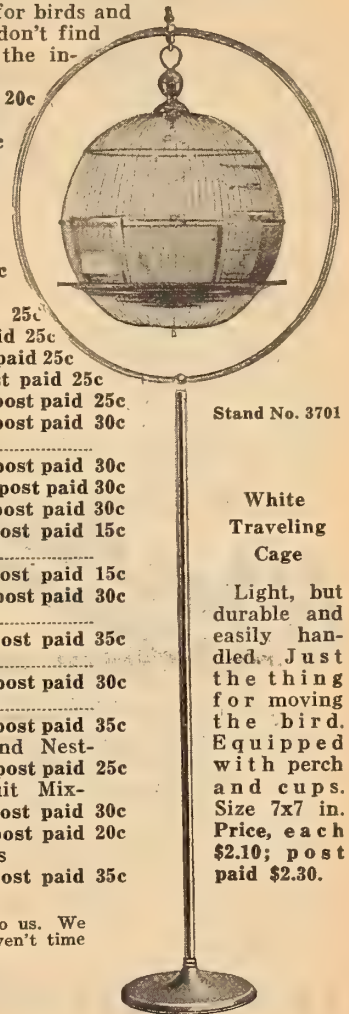 for birds and
don't find
the in-
20c
c
c
25c
id 25c
paid 25c
st paid 25c
post paid 25c
post paid 30c
post paid 30c
post paid 30c
post paid 30c
post paid 15c
post paid 15c
post paid 30c
post paid 35c
post paid 30c
post paid 35c
nd Nest-
post paid 25c
uit Mix-
post paid 30c
post paid 20c
s
post paid 35c
o us. We
ven't time
Stand No. 3701
White
Traveling
Cage
Light, but
durable and
easily han-
dled. Just
the thing
for moving
the bird.
Equipped
with perch
and cups.
Size 7x7 in.
Price, each
$2.10; post
paid $2.30.